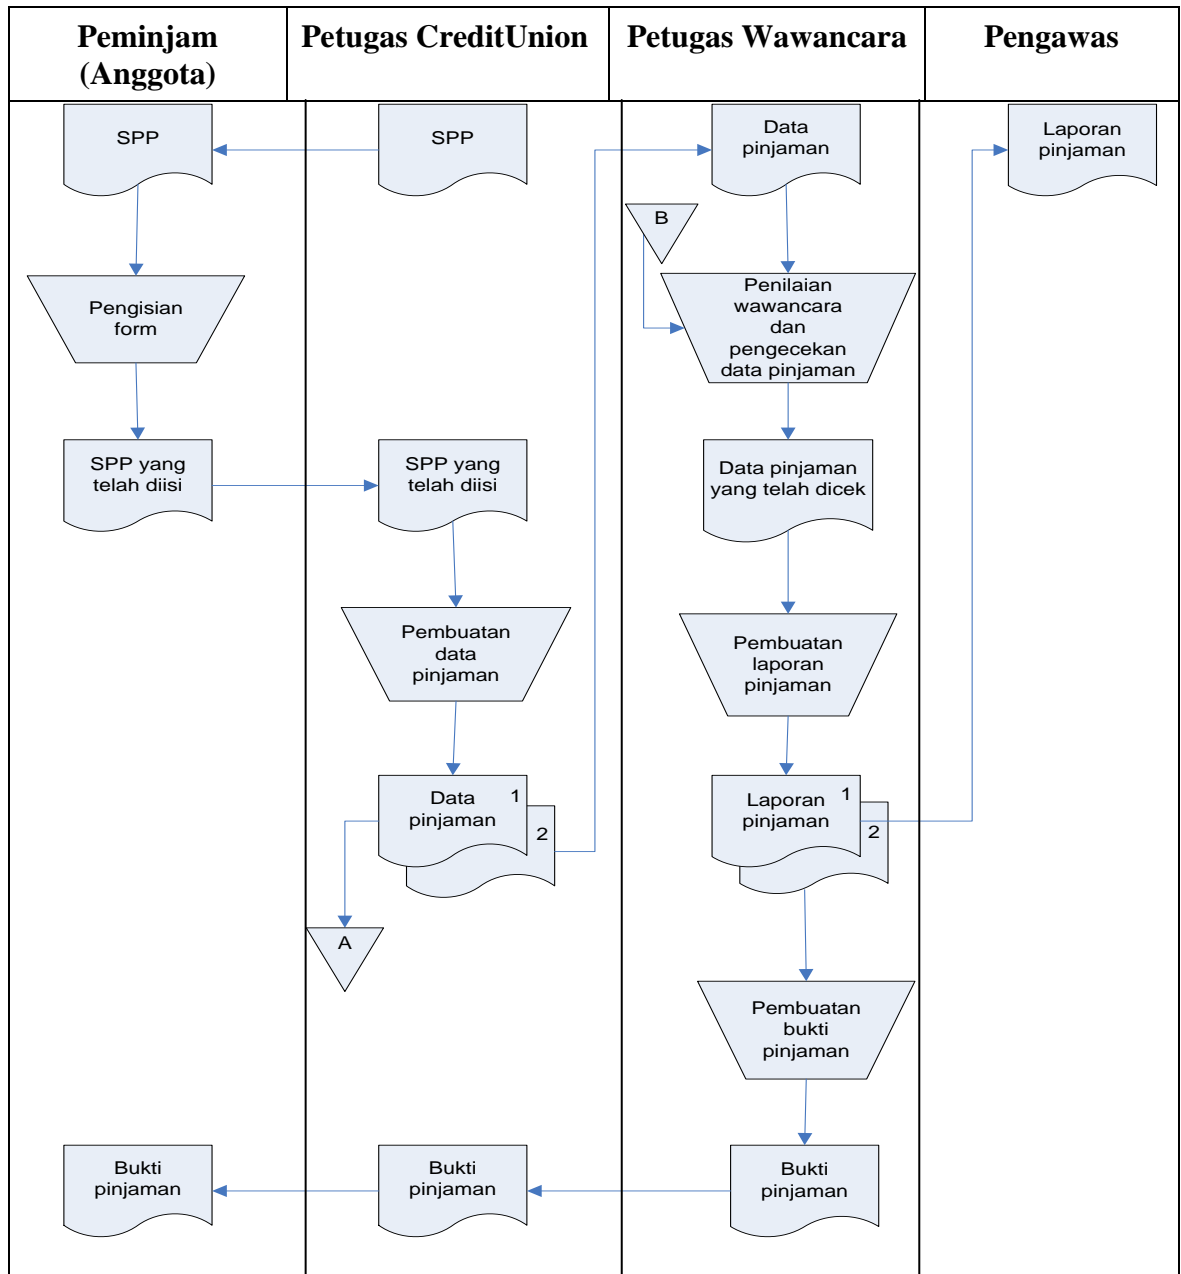 Peminjam
(Anggota)
Petugas CreditUnion
Petugas Wawancara
Pengawas
SPP
SPP
Data
pinjaman
Laporan
pinjaman
B
Pengisian
form
Penilaian
wawancara
dan
pengecekan
data pinjaman
SPP yang
telah diisi
SPP yang
telah diisi
Data pinjaman
yang telah dicek
Pembuatan
data
pinjaman
Pembuatan
laporan
pinjaman
Data
pinjaman
1
2
Laporan
pinjaman
1
2
A
Pembuatan
bukti
pinjaman
Bukti
pinjaman
Bukti
pinjaman
Bukti
pinjaman